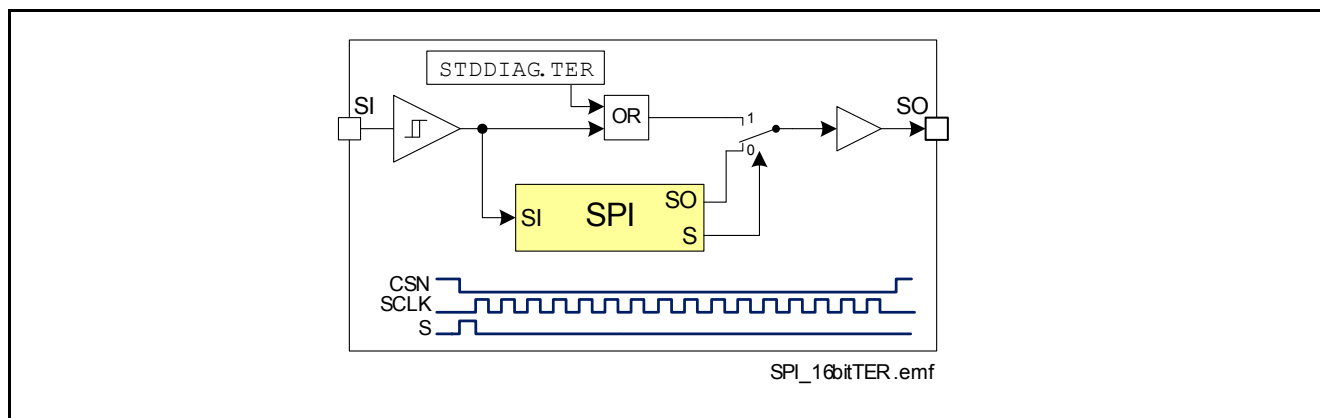 STDDIAG.TER
SI
SO
OR
1
0
SI SPI SO
S
CSN
SCLK
S
SPI_16bitTER.emf